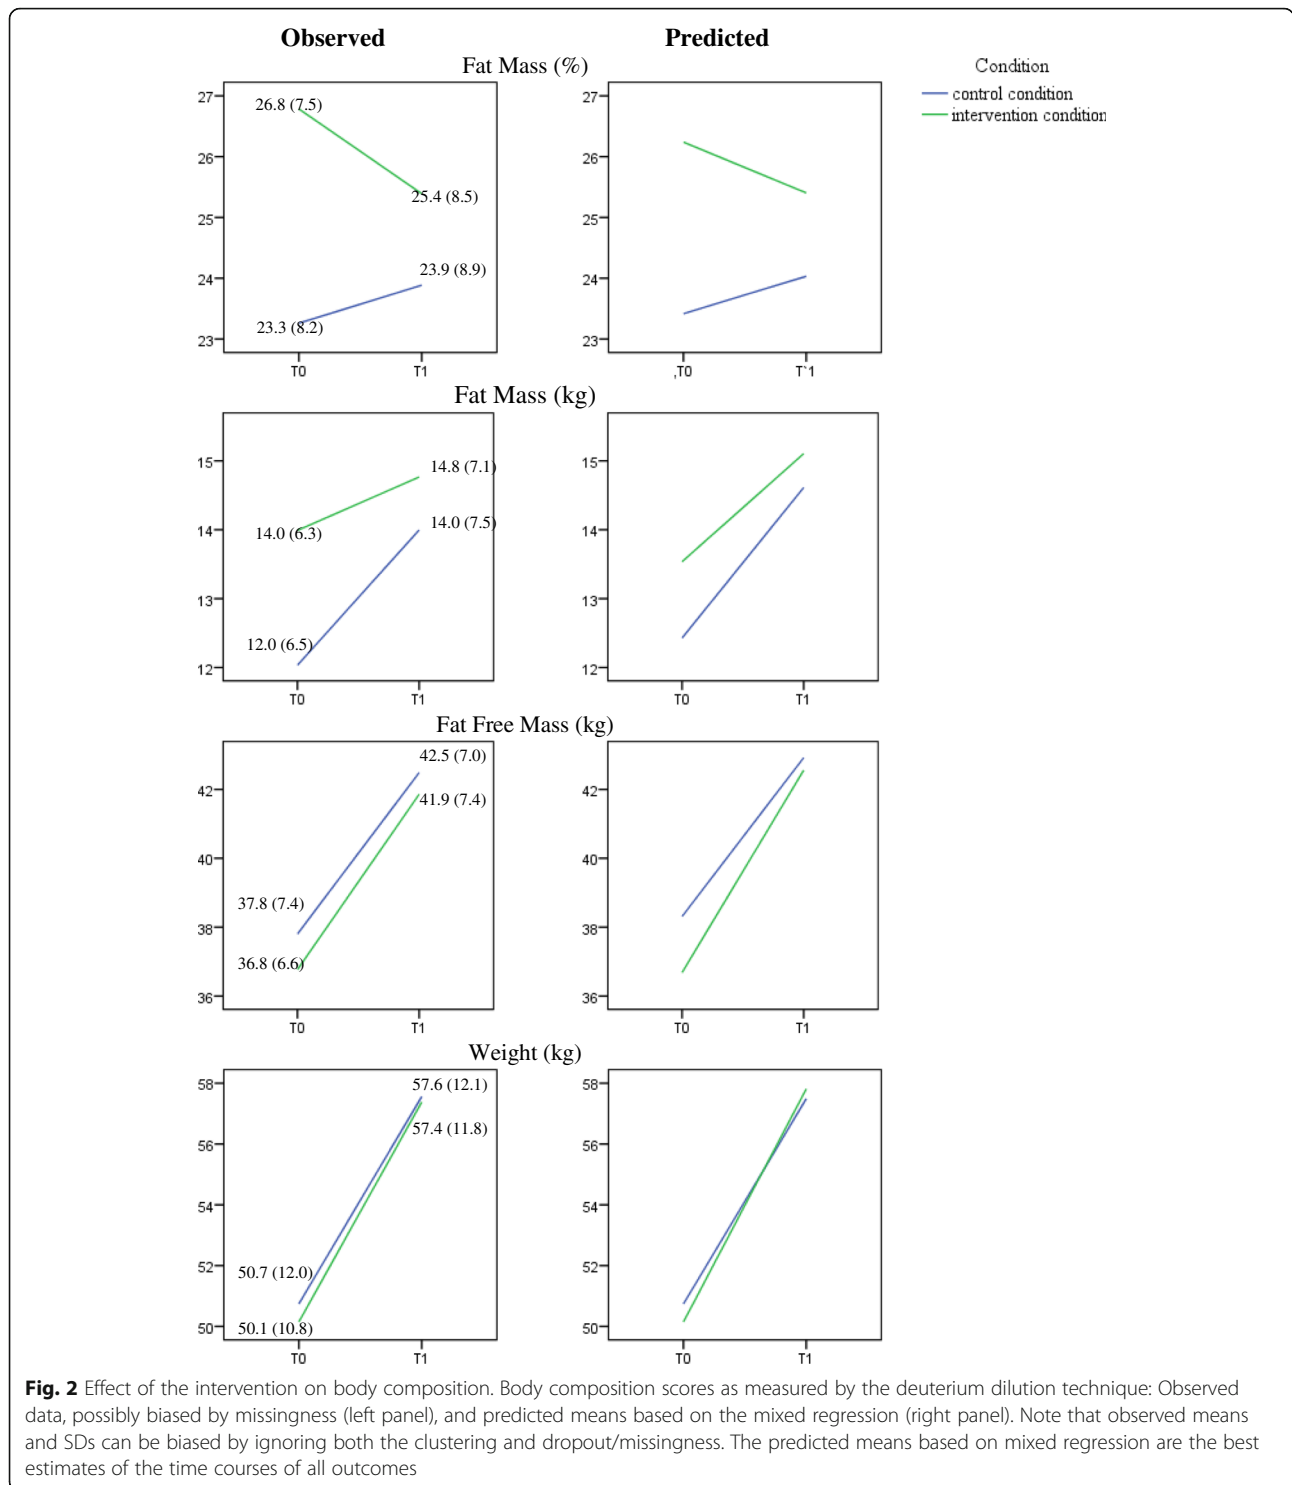 Observed
Predicted
Fat Mass (%)
Condition
control condition
intervention condition
27
26
25
24
23
26.8 (7.5)
25.4 (8.5)
23.9 (8.9)
23.3 (8.2)
T0
T1
27
26
25
24
23
,T0
T`1
Fat Mass (kg)
15
14
13
12
14.8 (7.1)
14.0 (7.5)
14.0 (6.3)
12.0 (6.5)
T0
T1
15
14
13
12
T0
T1
Fat Free Mass (kg)
42
40
38
36
42.5 (7.0)
41.9 (7.4)
37.8 (7.4)
36.8 (6.6)
T0
T1
42
40
38
36
T0
T1
Weight (kg)
58
56
54
52
50
57.6 (12.1)
57.4 (11.8)
50.7 (12.0)
50.1 (10.8)
T0
T1
58
56
54
52
50
T0
T1
Fig. 2 Effect of the intervention on body composition. Body composition scores as measured by the deuterium dilution technique: Observed
data, possibly biased by missingness (left panel), and predicted means based on the mixed regression (right panel). Note that observed means
and SDs can be biased by ignoring both the clustering and dropout/missingness. The predicted means based on mixed regression are the best
estimates of the time courses of all outcomes